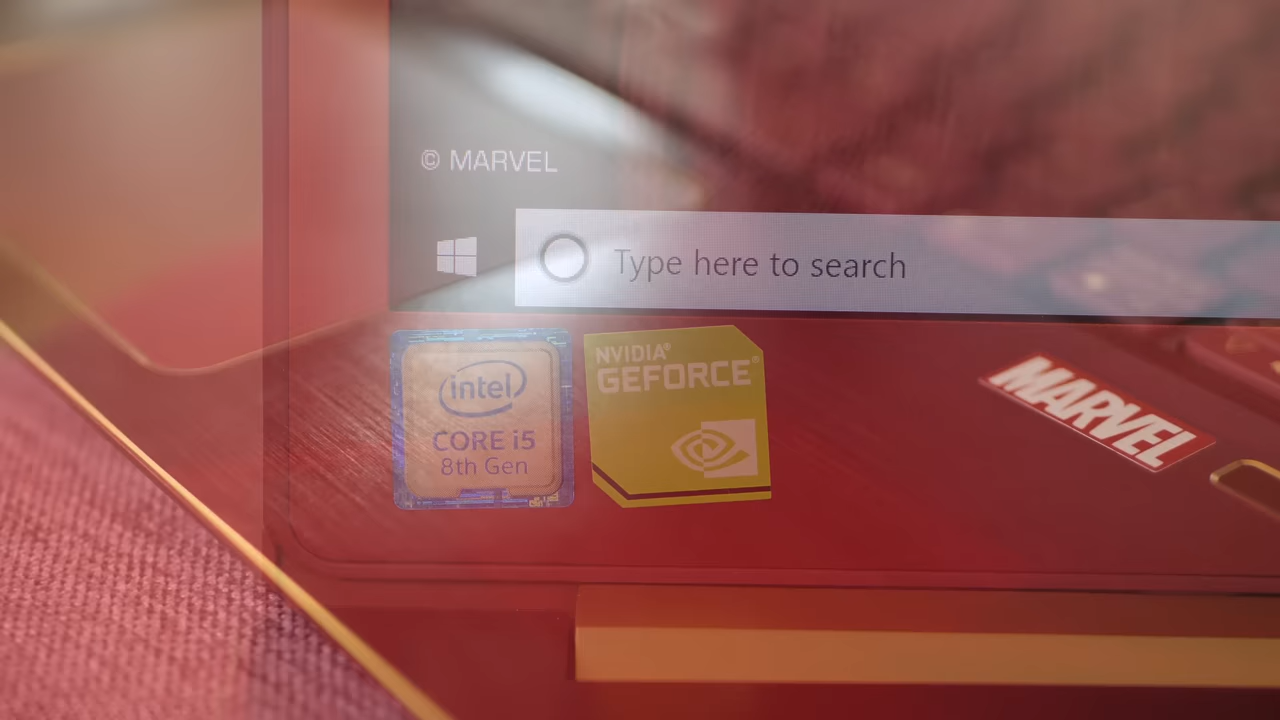 © MARVEL
Type here to search
intel
CORE i5
8th Gen
NVIDIA®
GEFORCE®
MARVEL